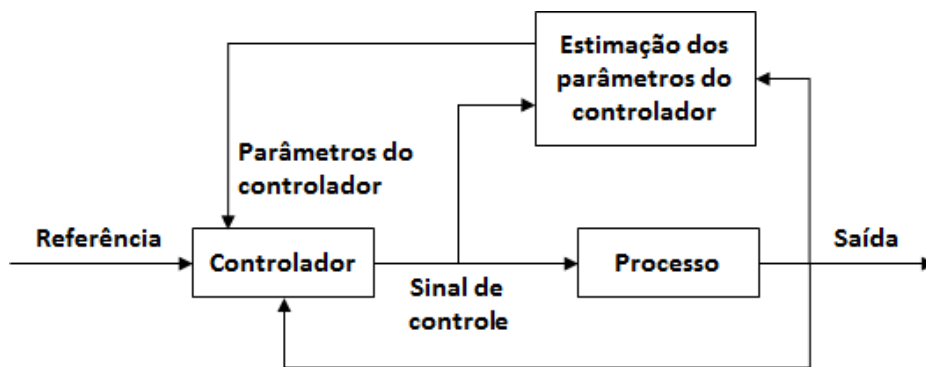 Estimação dos
parâmetros do
controlador
Parâmetros do
controlador
Referência
Controlador
Sinal de
controle
Processo
Saída